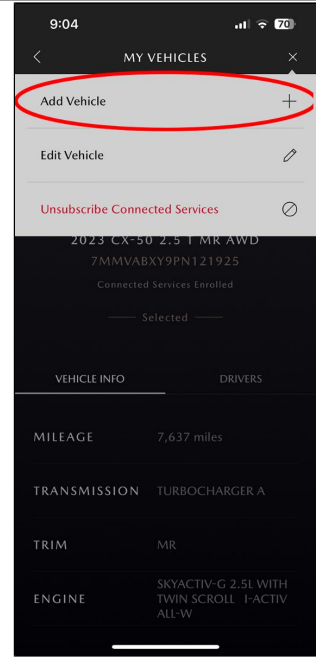 9:04
70
MY VEHICLES
Add Vehicle
Edit Vehicle
Unsubscribe Connected Services
2023 CX-50 2.5 T MR AWD
7MMVABXY9PN121925
Connected Services Enrolled
Selected
VEHICLE INFO DRIVERS
MILEAGE 7,637 miles
TRANSMISSION TURBOCHARGER A
TRIM MR
SKYACTIV-G 2.5L WITH
ENGINE TWIN SCROLL I-ACTIV
ALL-W